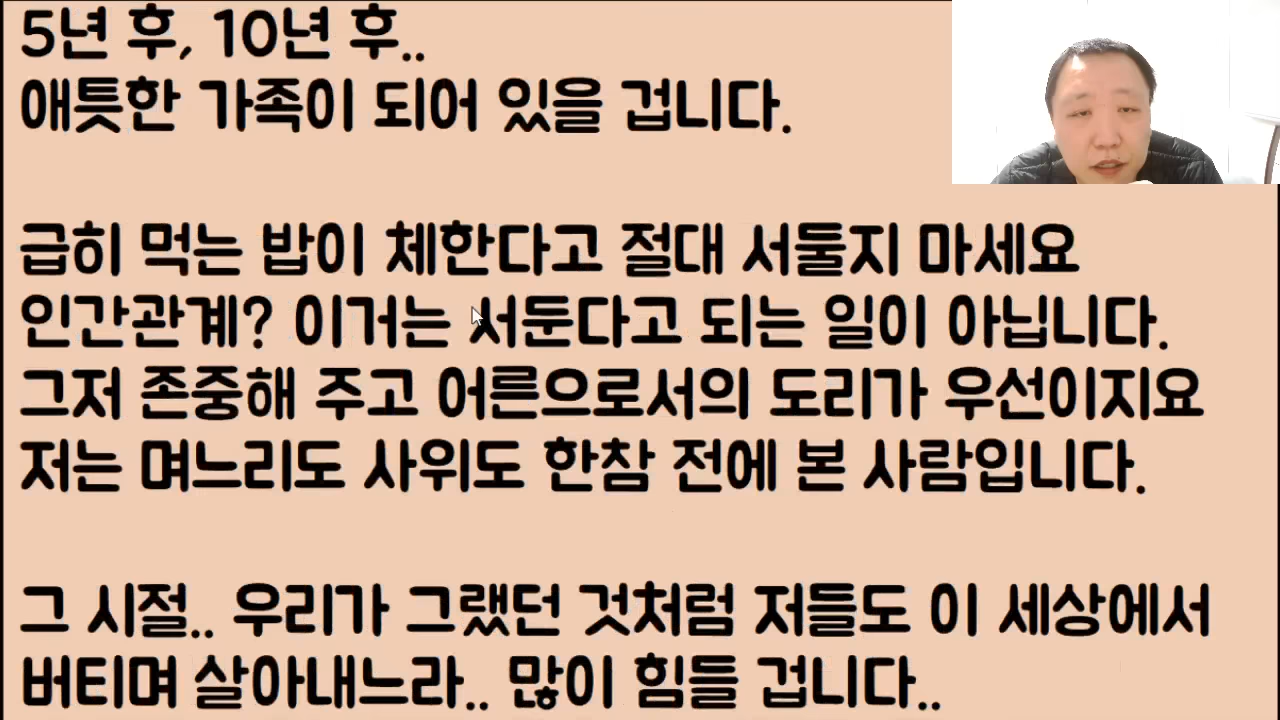 5년 후, 10년 후..
애틋한 가족이 되어 있을 겁니다.
급히 먹는 밥이 체한다고 절대 서둘지 마세요
인간관계? 이거는 서둔다고 되는 일이 아닙니다.
그저 존중해 주고 어른으로서의 도리가 우선이지요
저는 며느리도 사위도 한참 전에 본 사람입니다.
그 시절.. 우리가 그랬던 것처럼 저들도 이 세상에서
버티며 살아내느라.. 많이 힘들 겁니다..